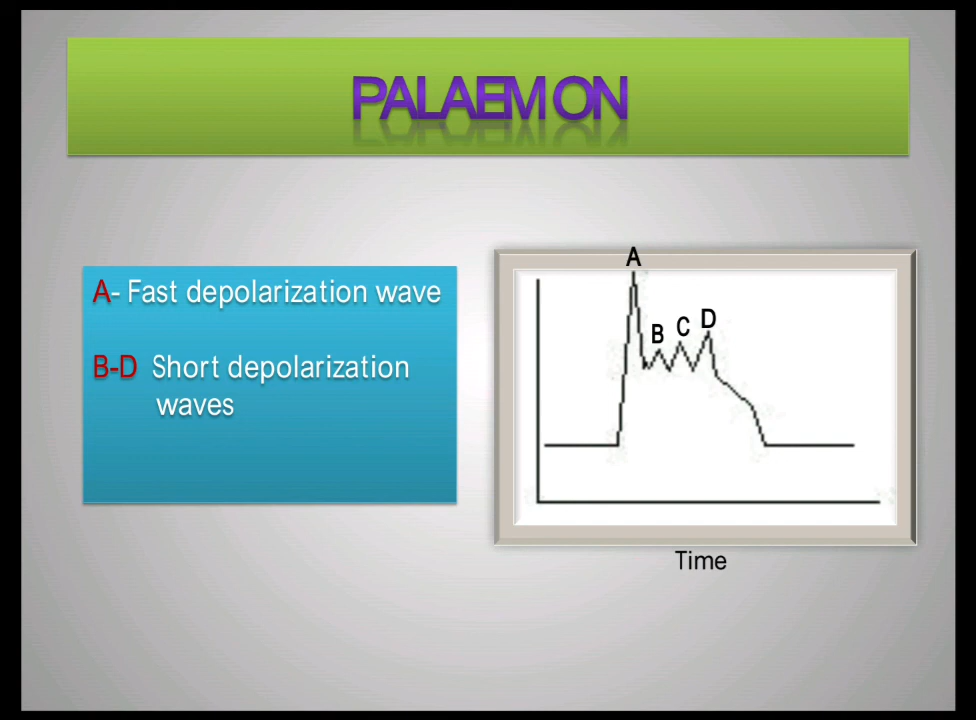 PALAEMON
A- Fast depolarization wave
B-D Short depolarization
waves
A
B C D
Time